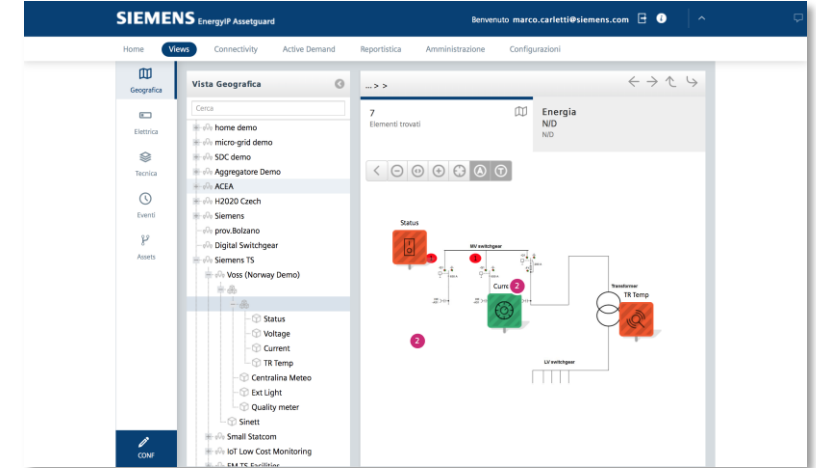 SIEMENS EnergyIP Assetguard
Benvenuto marco.carletti@siemens.com
Home Views Connectivity Active Demand Reportistica Amministrazione Configurazioni
Geografica
Elettrica
Tecnica
Eventi
Assets
CONF
Vista Geografica
Cerca
home demo
micro-grid demo
SDC demo
Aggregatore Demo
ACEA
H2020 Czech
Siemens
prov.Bolzano
Digital Switchgear
Siemens TS
Voss (Norway Demo)
Status
Voltage
Current
TR Temp
Centralina Meteo
Ext Light
Quality meter
Sinett
Small Statcom
IoT Low Cost Monitoring
EM TS Facilities
...> >
7
Elementi trovati
Energia
N/D
N/D
Status
MV switchgear
2
Transformer
TR Temp
2
LV switchgear